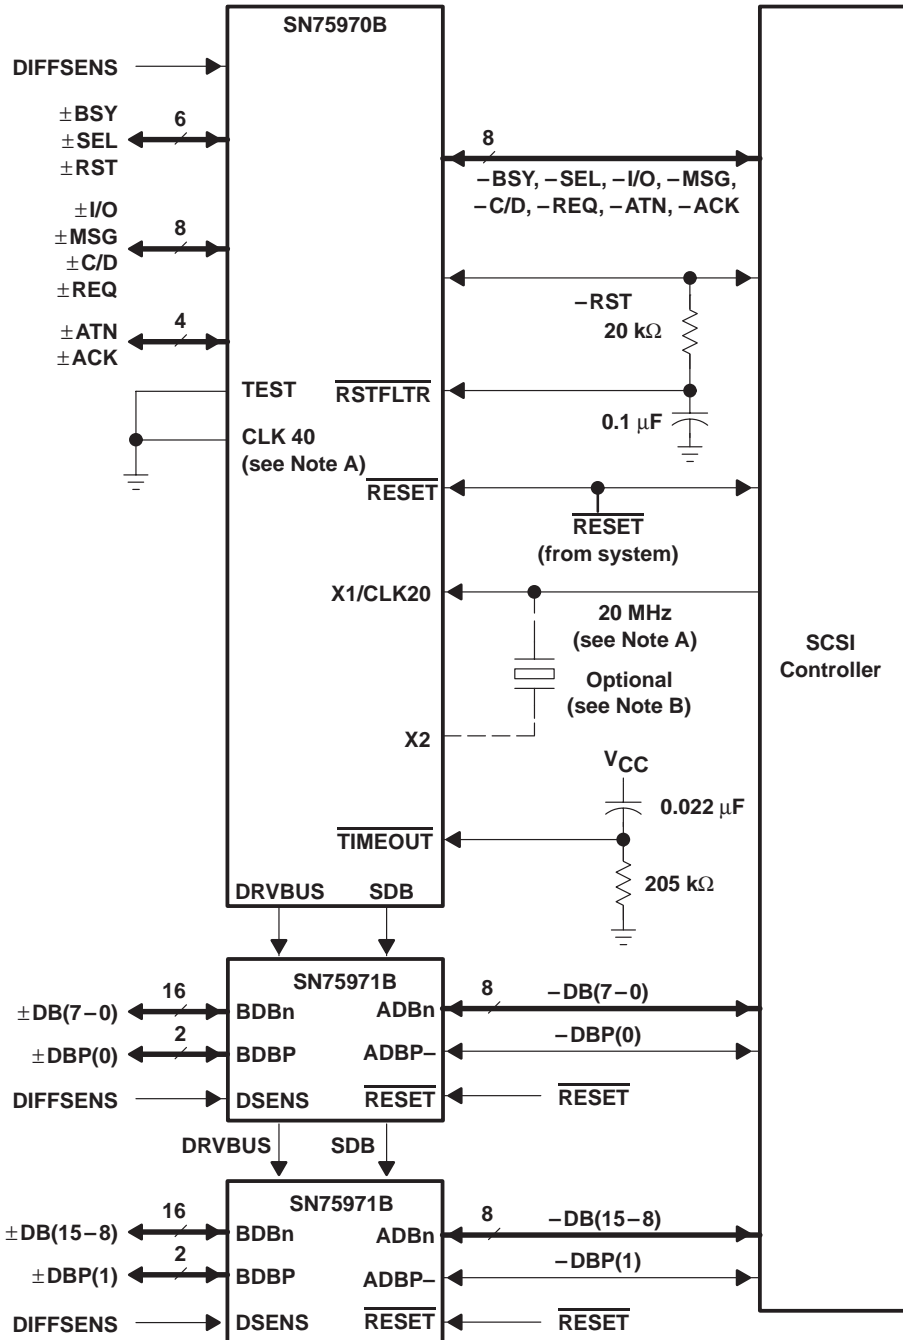 SN75970B
DIFFSENS
±BSY
±SEL
±RST
6
±I/O
±MSG
±C/D
±REQ
8
±ATN
±ACK
4
TEST
CLK 40
(see Note A)
8
–BSY, –SEL, –I/O, –MSG,
–C/D, –REQ, –ATN, –ACK
–RST
20 kΩ
RSTFLTR
0.1 μF
RESET
RESET
(from system)
X1/CLK20
20 MHz
(see Note A)
Optional
(see Note B)
X2
VCC
0.022 μF
TIMEOUT
205 kΩ
SCSI
Controller
DRVBUS
SDB
SN75971B
±DB(7–0)
16
BDBn
ADBn
8
–DB(7–0)
±DBP(0)
2
BDBP
ADBP–
–DBP(0)
DIFFSENS
DSENS
RESET
RESET
DRVBUS
SDB
SN75971B
±DB(15–8)
16
BDBn
ADBn
8
–DB(15–8)
±DBP(1)
2
BDBP
ADBP–
–DBP(1)
DIFFSENS
DSENS
RESET
RESET